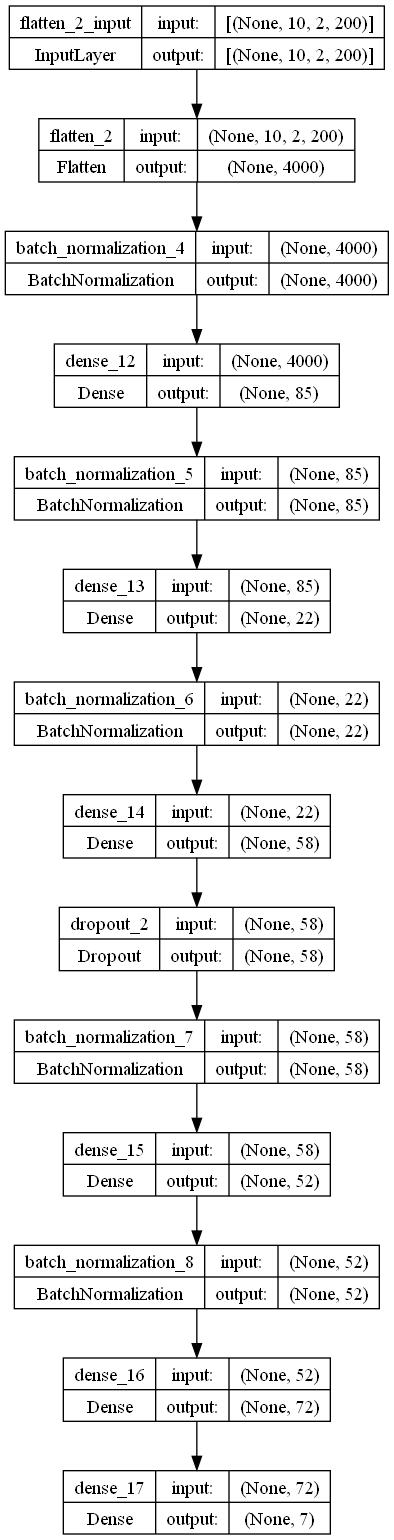 flatten_2_input input: [(None, 10, 2, 200)]
InputLayer output: [(None, 10, 2, 200)]
flatten_2 input: (None, 10, 2, 200)
Flatten output: (None, 4000)
batch_normalization_4 input: (None, 4000)
BatchNormalization output: (None, 4000)
dense_12 input: (None, 4000)
Dense output: (None, 85)
batch_normalization_5 input: (None, 85)
BatchNormalization output: (None, 85)
dense_13 input: (None, 85)
Dense output: (None, 22)
batch_normalization_6 input: (None, 22)
BatchNormalization output: (None, 22)
dense_14 input: (None, 22)
Dense output: (None, 58)
dropout_2 input: (None, 58)
Dropout output: (None, 58)
batch_normalization_7 input: (None, 58)
BatchNormalization output: (None, 58)
dense_15 input: (None, 58)
Dense output: (None, 52)
batch_normalization_8 input: (None, 52)
BatchNormalization output: (None, 52)
dense_16 input: (None, 52)
Dense output: (None, 72)
dense_17 input: (None, 72)
Dense output: (None, 7)